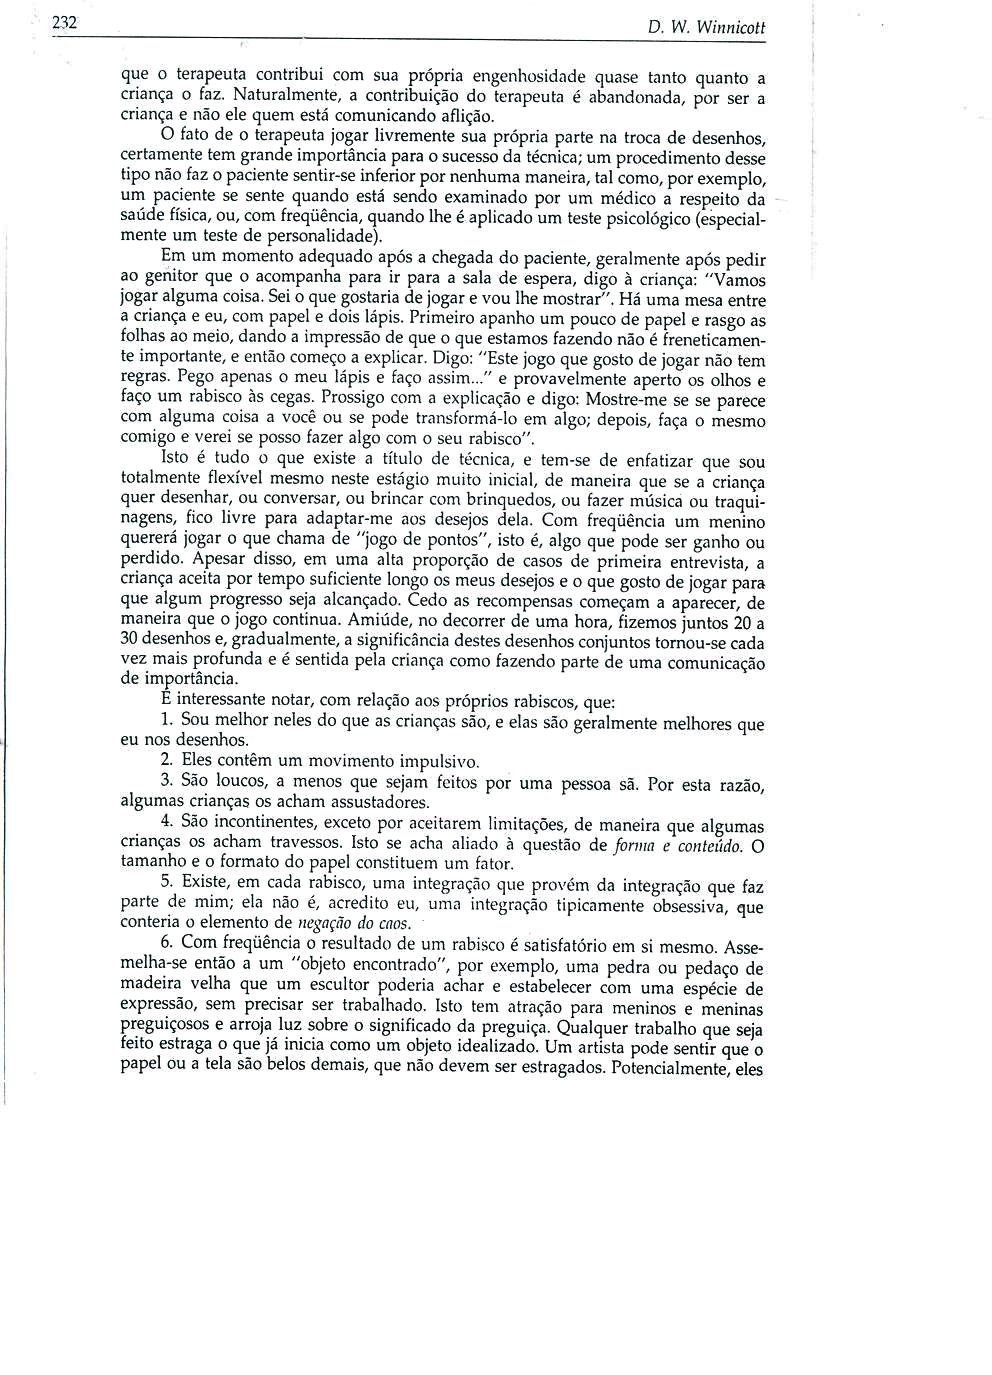 232
D. W. Winnicott
que o terapeuta contribui com sua própria engenhosidade quase tanto quanto a
criança o faz. Naturalmente, a contribuição do terapeuta é abandonada, por ser a
criança e não ele quem está comunicando aflição.
O fato de o terapeuta jogar livremente sua própria parte na troca de desenhos,
certamente tem grande importância para o sucesso da técnica; um procedimento desse
tipo não faz o paciente sentir-se inferior por nenhuma maneira, tal como, por exemplo,
um paciente se sente quando está sendo examinado por um médico a respeito da
saúde física, ou, com freqüência, quando lhe é aplicado um teste psicológico (especial-
mente um teste de personalidade).
Em um momento adequado após a chegada do paciente, geralmente após pedir
ao genitor que o acompanha para ir para a sala de espera, digo à criança: "Vamos
jogar alguma coisa. Sei o que gostaria de jogar e vou lhe mostrar". Há uma mesa entre
a criança e eu, com papel e dois lápis. Primeiro apanho um pouco de papel e rasgo as
folhas ao meio, dando a impressão de que o que estamos fazendo não é freneticamen-
te importante, e então começo a explicar. Digo: "Este jogo que gosto de jogar não tem
regras. Pego apenas o meu lápis e faço assim..." e provavelmente aperto os olhos e
faço um rabisco às cegas. Prossigo com a explicação e digo: Mostre-me se se parece
com alguma coisa a você ou se pode transformá-lo em algo; depois, faça o mesmo
comigo e verei se posso fazer algo com o seu rabisco".
Isto é tudo o que existe a título de técnica, e tem-se de enfatizar que sou
totalmente flexível mesmo neste estágio muito inicial, de maneira que se a criança
quer desenhar, ou conversar, ou brincar com brinquedos, ou fazer música ou traqui-
nagens, fico livre para adaptar-me aos desejos dela. Com freqüência um menino
quererá jogar o que chama de "jogo de pontos", isto é, algo que pode ser ganho ou
perdido. Apesar disso, em uma alta proporção de casos de primeira entrevista, a
criança aceita por tempo suficiente longo os meus desejos e o que gosto de jogar para
que algum progresso seja alcançado. Cedo as recompensas começam a aparecer, de
maneira que o jogo continua. Amiúde, no decorrer de uma hora, fizemos juntos 20 a
30 desenhos e, gradualmente, a significância destes desenhos conjuntos tornou-se cada
vez mais profunda e é sentida pela criança como fazendo parte de uma comunicação
de importância.
É interessante notar, com relação aos próprios rabiscos, que:
1. Sou melhor neles do que as crianças são, e elas são geralmente melhores que
eu nos desenhos.
2. Eles contêm um movimento impulsivo.
3. São loucos, a menos que sejam feitos por uma pessoa sã. Por esta razão,
algumas crianças os acham assustadores.
4. São incontinentes, exceto por aceitarem limitações, de maneira que algumas
crianças os acham travessos. Isto se acha aliado à questão de forma e conteúdo. O
tamanho e o formato do papel constituem um fator.
5. Existe, em cada rabisco, uma integração que provém da integração que faz
parte de mim; ela não é, acredito eu, uma integração tipicamente obsessiva, que
conteria o elemento de negação do caos.
6. Com freqüência o resultado de um rabisco é satisfatório em si mesmo. Asse-
melha-se então a um "objeto encontrado", por exemplo, uma pedra ou pedaço de
madeira velha que um escultor poderia achar e estabelecer com uma espécie de
expressão, sem precisar ser trabalhado. Isto tem atração para meninos e meninas
preguiçosos e arroja luz sobre o significado da preguiça. Qualquer trabalho que seja
feito estraga o que já inicia como um objeto idealizado. Um artista pode sentir que o
papel ou a tela são belos demais, que não devem ser estragados. Potencialmente, eles